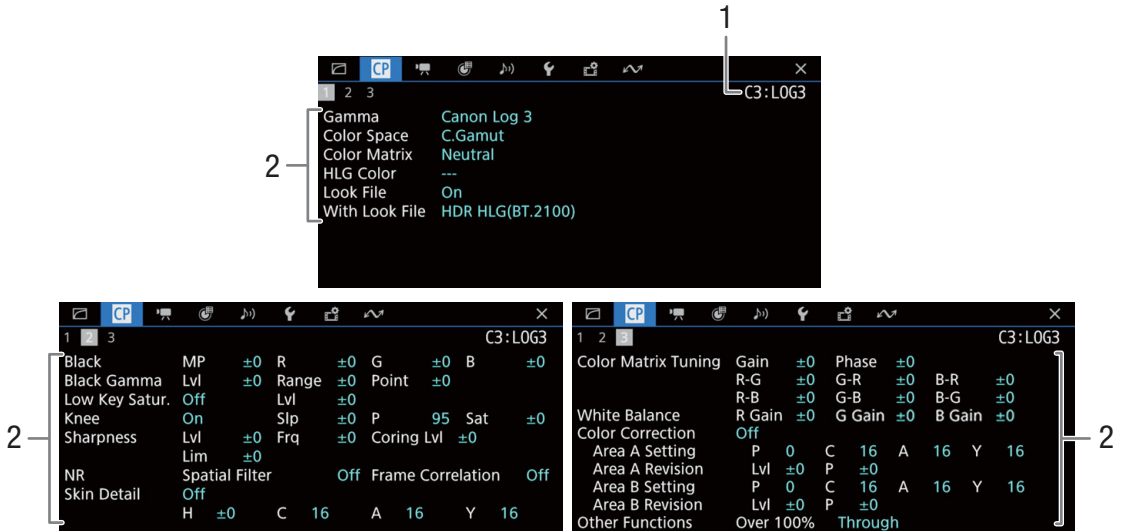 1
CP
1 2 3 C3:LOG3
Gamma Canon Log 3
Color Space C.Gamut
Color Matrix Neutral
HLG Color ---
Look File On
With Look File HDR HLG(BT.2100)
2
CP
1 2 3 C3:LOG3
Black MP ±0 R ±0 G ±0 B ±0
Black Gamma Lvl ±0 Range ±0 Point ±0
Low Key Satur. Off Lvl ±0
Knee On Slp ±0 P 95 Sat ±0
Sharpness Lvl ±0 Frq ±0 Coring Lvl ±0
Lim ±0
NR Spatial Filter Off Frame Correlation Off
Skin Detail Off
H ±0 C 16 A 16 Y 16
2
CP
1 2 3 C3:LOG3
Color Matrix Tuning Gain ±0 Phase ±0
R-G ±0 G-R ±0 B-R ±0
R-B ±0 G-B ±0 B-G ±0
White Balance R Gain ±0 G Gain ±0 B Gain ±0
Color Correction Off
Area A Setting P 0 C 16 A 16 Y 16
Area A Revision Lvl ±0 P ±0
Area B Setting P 0 C 16 A 16 Y 16
Area B Revision Lvl ±0 P ±0
Other Functions Over 100% Through
2